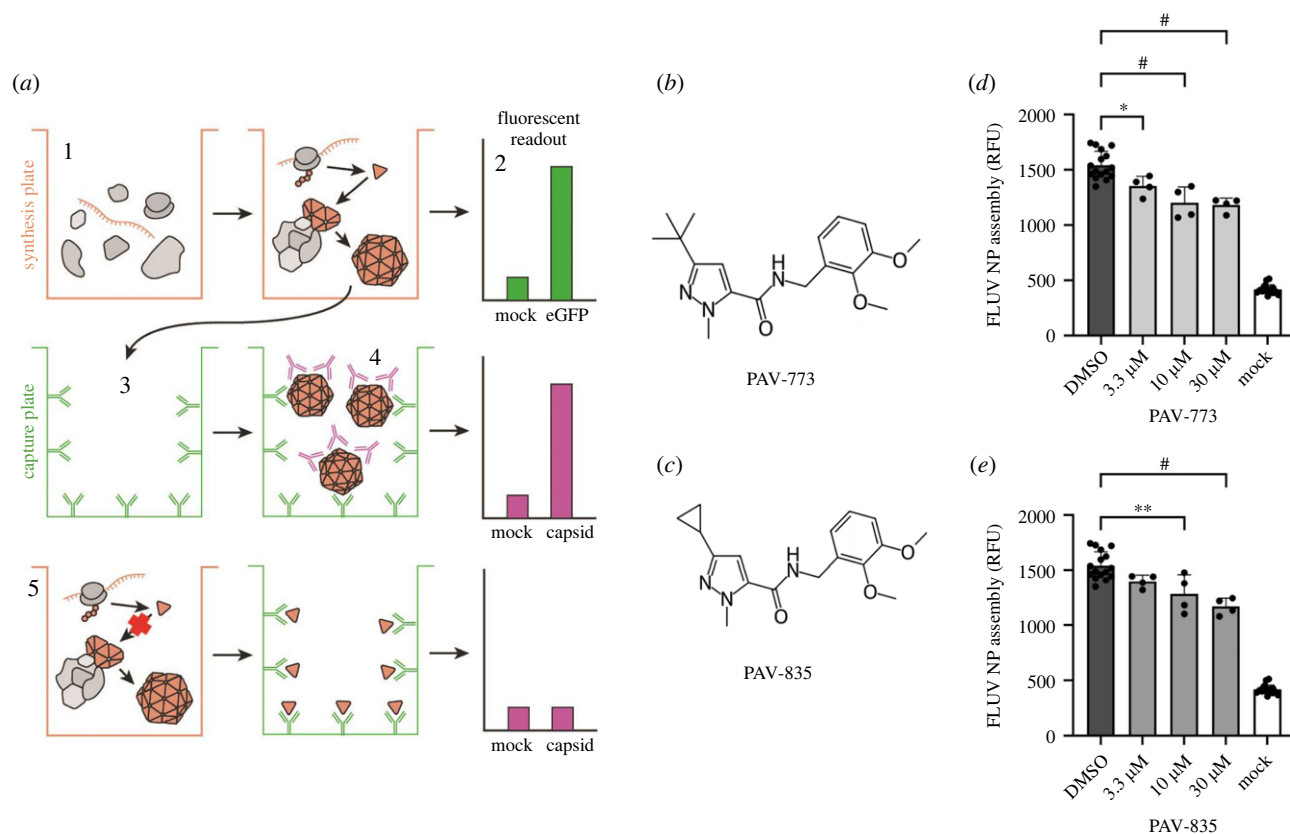 (a)
synthesis plate
1
fluorescent
readout
2
mock eGFP
capture plate
3
4
mock capsid
5
mock capsid
(b)
N
N
H
N
O
O
O
PAV-773
(c)
N
N
H
N
O
O
O
PAV-835
(d)
#
#
*
FLUV NP assembly (RFU)
2000
1500
1000
500
0
DMSO
3.3 µM
10 µM
30 µM
mock
PAV-773
(e)
#
**
FLUV NP assembly (RFU)
2000
1500
1000
500
0
DMSO
3.3 µM
10 µM
30 µM
mock
PAV-835